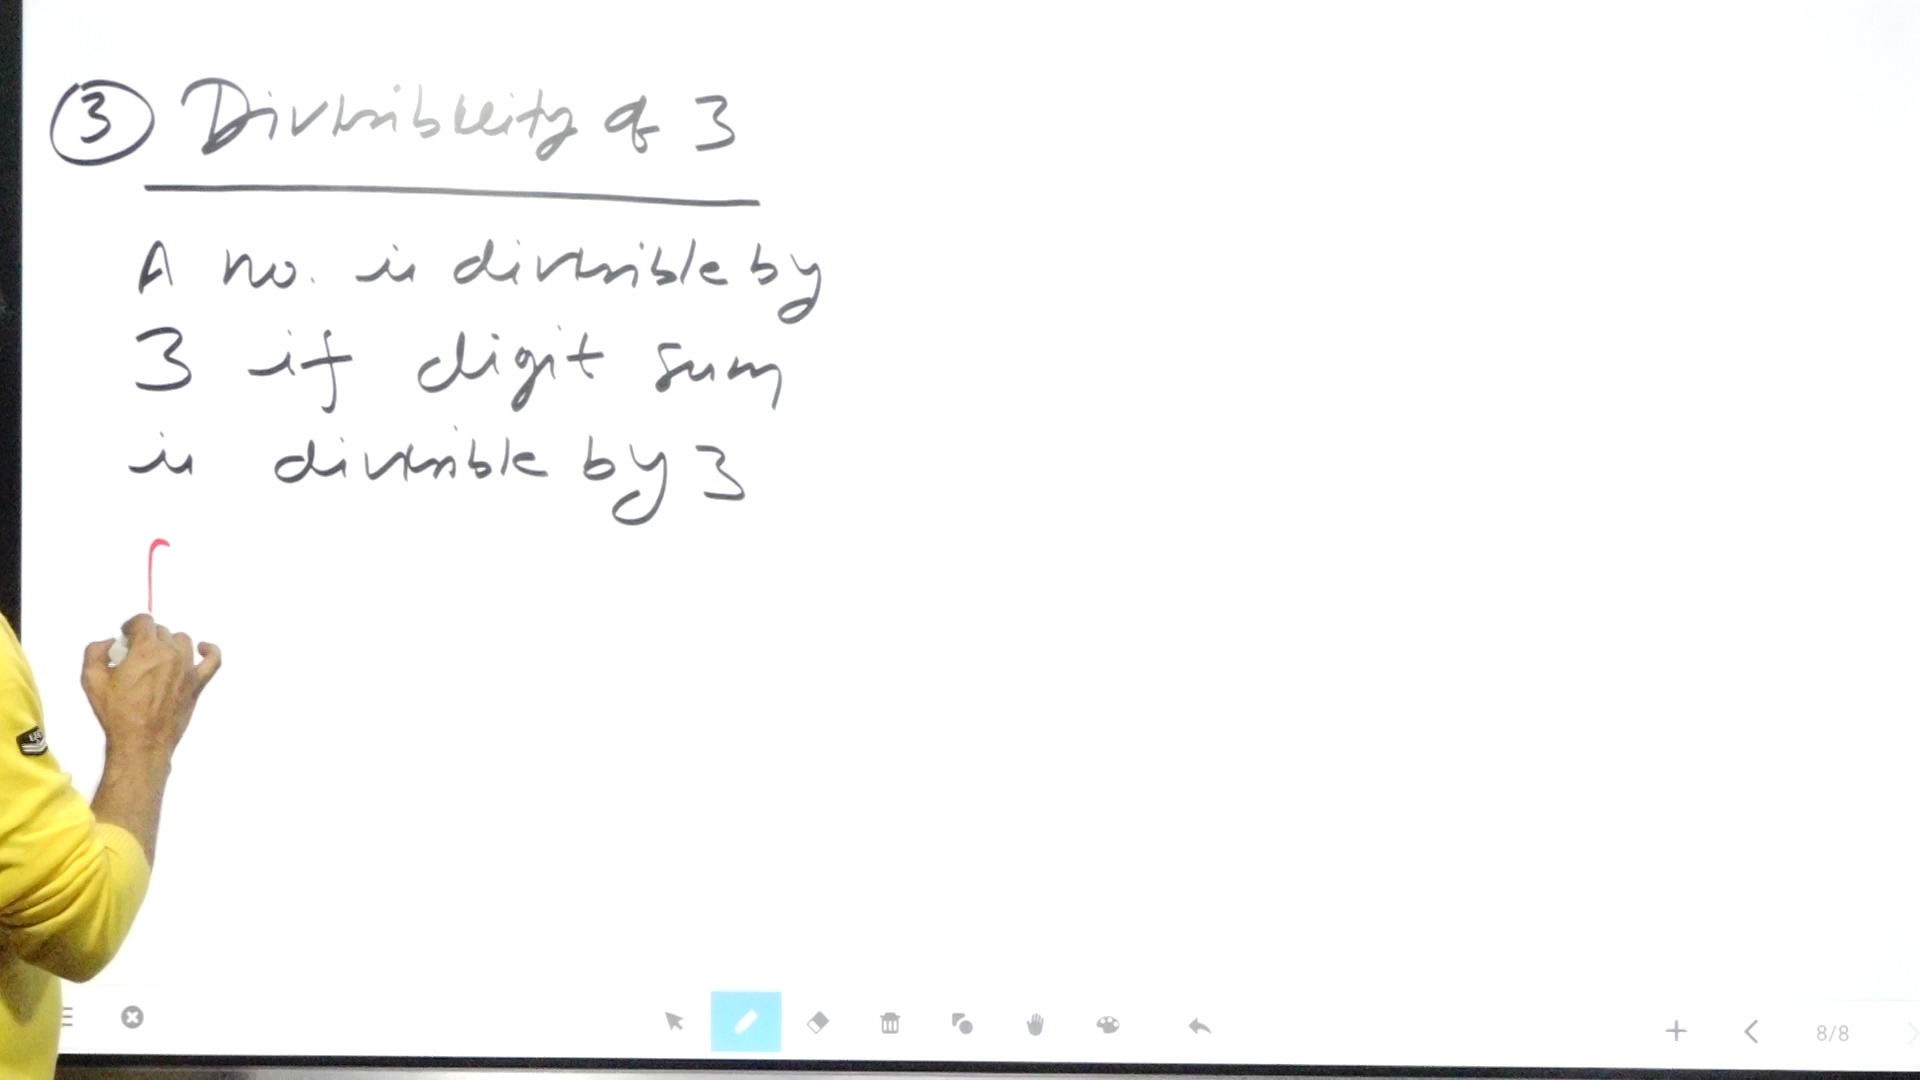 3 Divisibility of 3
A no. is divisible by
3 if digit sum
is divisible by 3
8/8